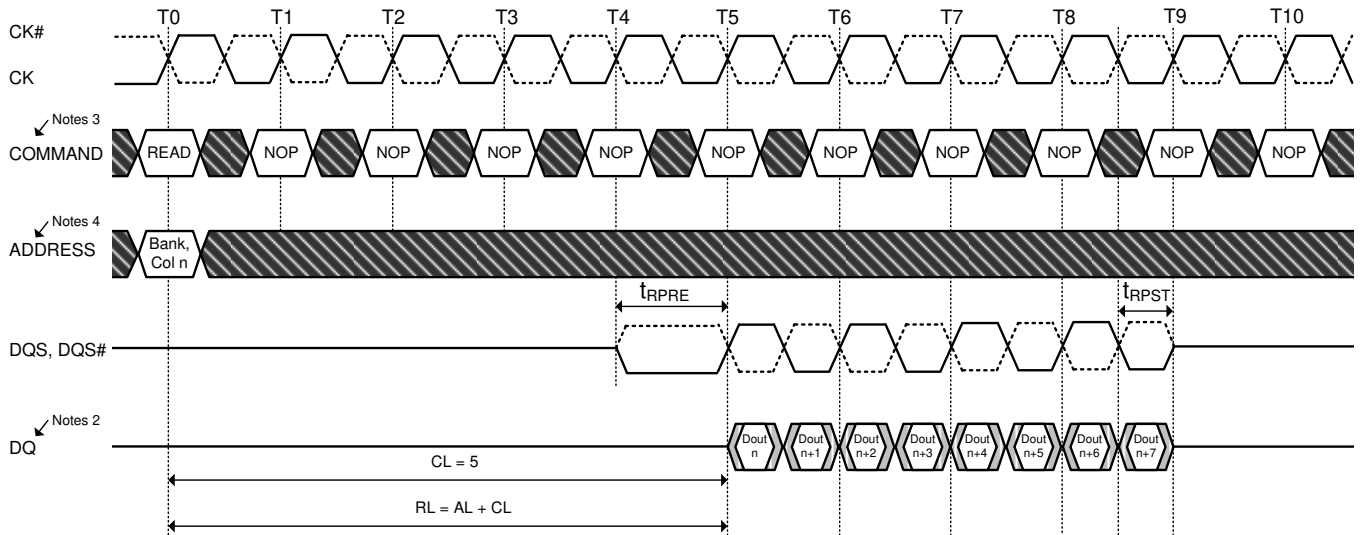 T0 T1 T2 T3 T4 T5 T6 T7 T8 T9 T10
CK#
CK
Notes 3
COMMAND READ NOP NOP NOP NOP NOP NOP NOP NOP NOP NOP
Notes 4
ADDRESS Bank,
Col n
tRPRE tRPST
DQS, DQS#
Notes 2
DQ Dout Dout Dout Dout Dout Dout Dout Dout
n n+1 n+2 n+3 n+4 n+5 n+6 n+7
CL = 5
RL = AL + CL